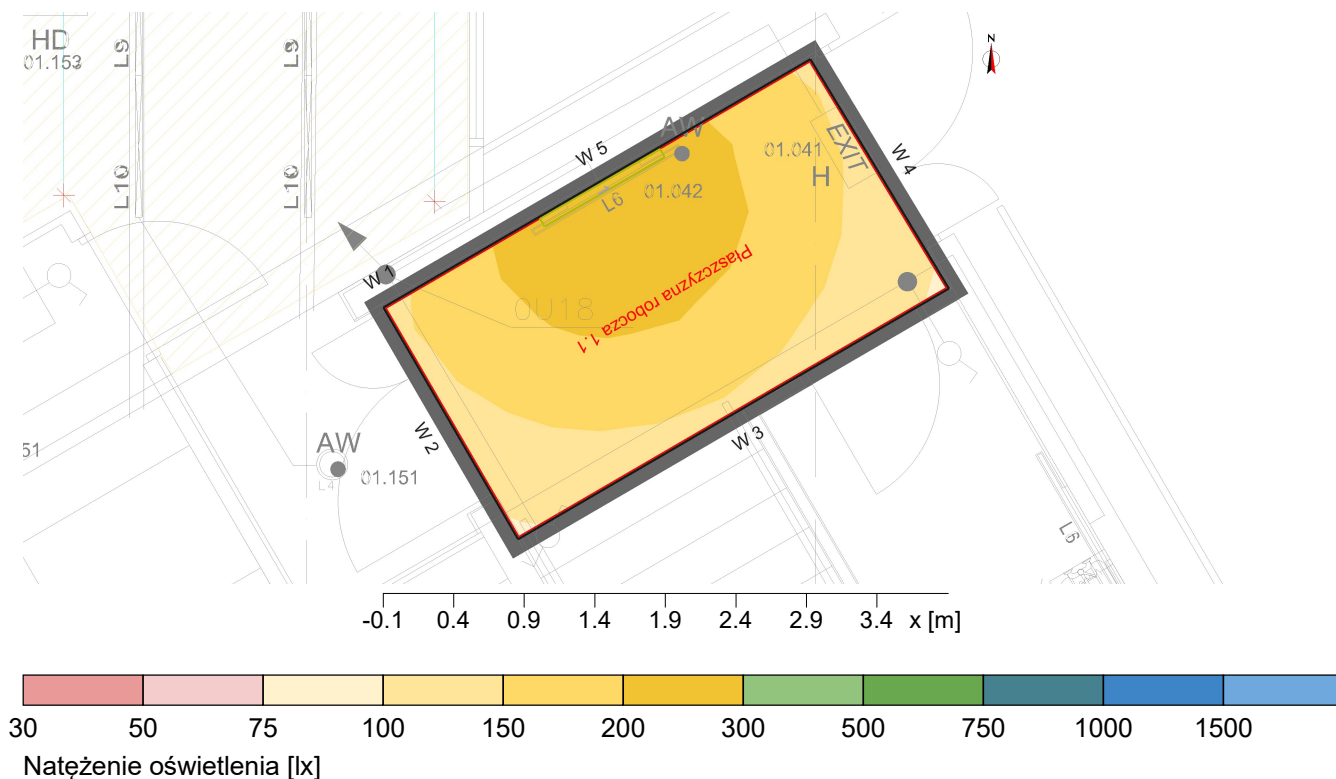 HD
01.153
L9
L9
N
L10
L10
W 5
AW
01.041
EXIT
W 4
H
L6
01.042
W 1
0U18
Płaszczyzna robocza 1.1
W 2
W 3
51
AW
01.151
L4
L6
-0.1 0.4 0.9 1.4 1.9 2.4 2.9 3.4 x [m]
30 50 75 100 150 200 300 500 750 1000 1500
Natężenie oświetlenia [lx]